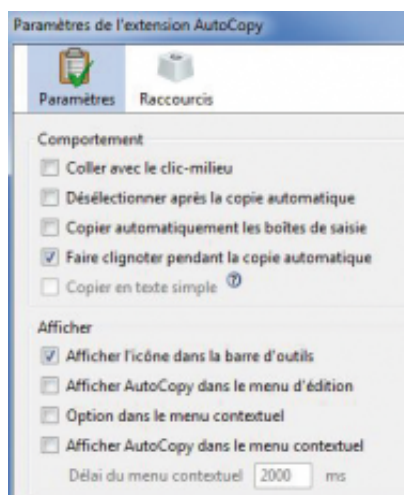 Paramètres de l'extension AutoCopy
Paramètres Raccourcis
Comportement
Coller avec le clic-milieu
Désélectionner après la copie automatique
Copier automatiquement les boîtes de saisie
Faire clignoter pendant la copie automatique
Copier en texte simple ?
Afficher
Afficher l'icône dans la barre d'outils
Afficher AutoCopy dans le menu d'édition
Option dans le menu contextuel
Afficher AutoCopy dans le menu contextuel
Délai du menu contextuel 2000 ms